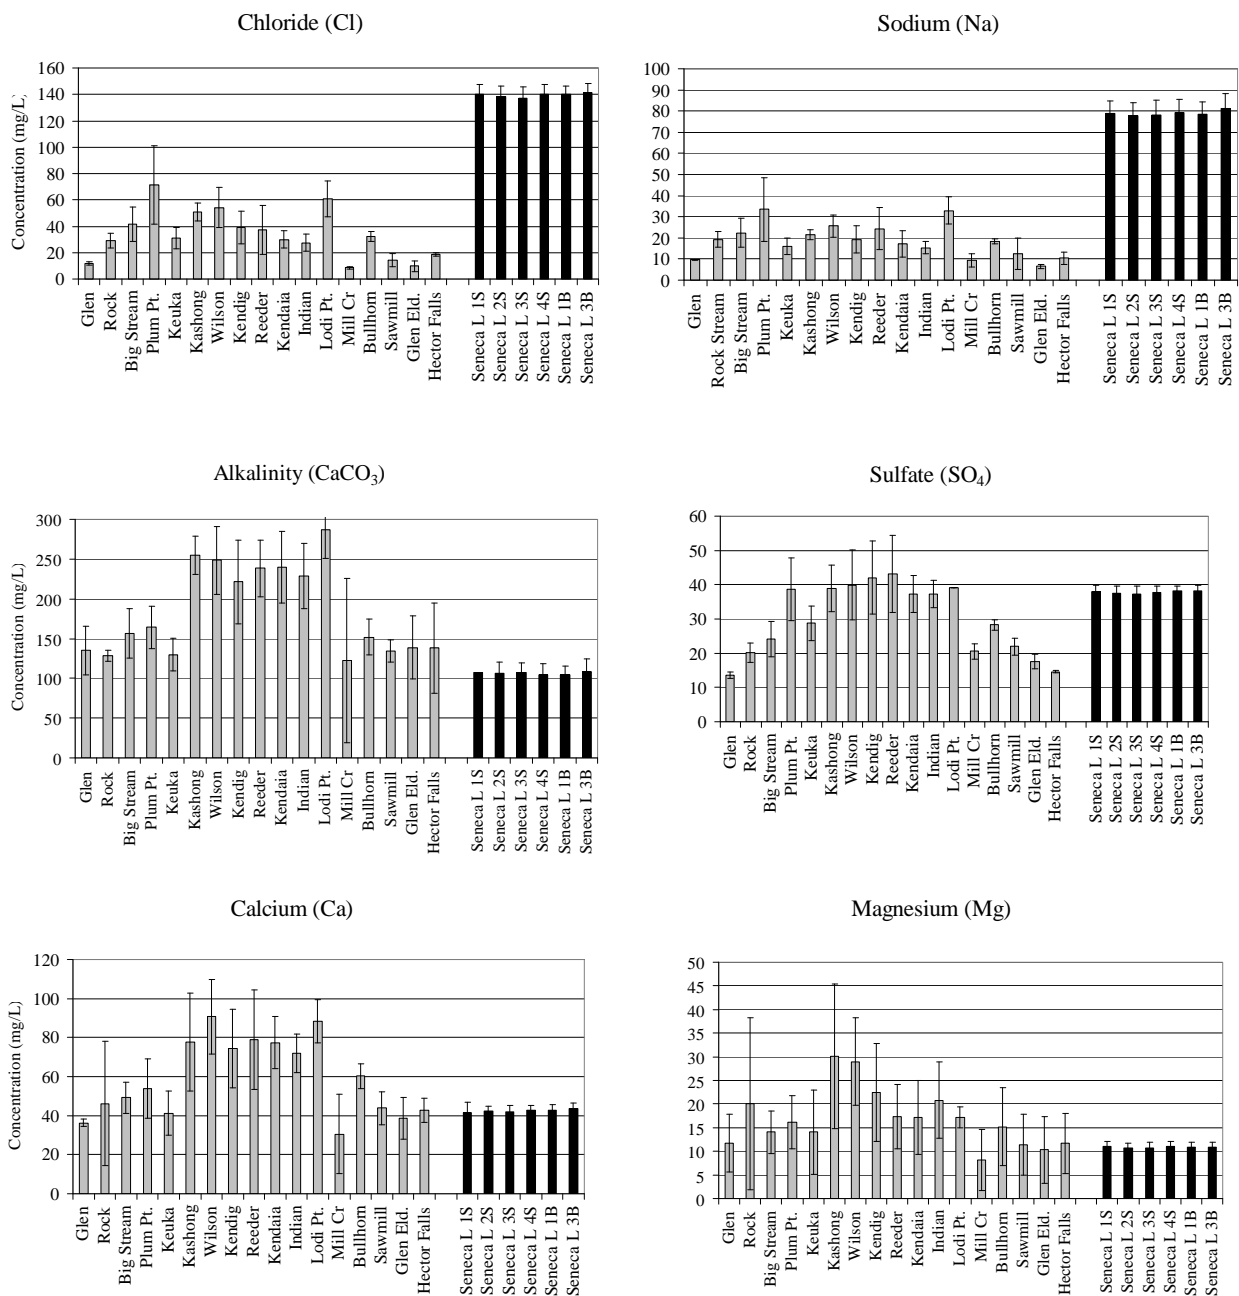 Chloride (Cl)
Concentration (mg/L)
160
140
120
100
80
60
40
20
0
Glen
Rock
Big Stream
Plum Pt.
Keuka
Kashong
Wilson
Kendig
Reeder
Kendaia
Indian
Lodi Pt.
Mill Cr
Bullhorn
Sawmill
Glen Eld.
Hector Falls
Seneca L 1S
Seneca L 2S
Seneca L 3S
Seneca L 4S
Seneca L 1B
Seneca L 3B
Sodium (Na)
100
90
80
70
60
50
40
30
20
10
0
Glen
Rock Stream
Big Stream
Plum Pt.
Keuka
Kashong
Wilson
Kendig
Reeder
Kendaia
Indian
Lodi Pt.
Mill Cr
Bullhorn
Sawmill
Glen Eld.
Hector Falls
Seneca L 1S
Seneca L 2S
Seneca L 3S
Seneca L 4S
Seneca L 1B
Seneca L 3B
Alkalinity (CaCO₃)
Concentration (mg/L)
300
250
200
150
100
50
0
Glen
Rock
Big Stream
Plum Pt.
Keuka
Kashong
Wilson
Kendig
Reeder
Kendaia
Indian
Lodi Pt.
Mill Cr
Bullhorn
Sawmill
Glen Eld.
Hector Falls
Seneca L 1S
Seneca L 2S
Seneca L 3S
Seneca L 4S
Seneca L 1B
Seneca L 3B
Sulfate (SO₄)
60
50
40
30
20
10
0
Glen
Rock
Big Stream
Plum Pt.
Keuka
Kashong
Wilson
Kendig
Reeder
Kendaia
Indian
Lodi Pt.
Mill Cr
Bullhorn
Sawmill
Glen Eld.
Hector Falls
Seneca L 1S
Seneca L 2S
Seneca L 3S
Seneca L 4S
Seneca L 1B
Seneca L 3B
Calcium (Ca)
Concentration (mg/L)
120
100
80
60
40
20
0
Glen
Rock
Big Stream
Plum Pt.
Keuka
Kashong
Wilson
Kendig
Reeder
Kendaia
Indian
Lodi Pt.
Mill Cr
Bullhorn
Sawmill
Glen Eld.
Hector Falls
Seneca L 1S
Seneca L 2S
Seneca L 3S
Seneca L 4S
Seneca L 1B
Seneca L 3B
Magnesium (Mg)
50
45
40
35
30
25
20
15
10
5
0
Glen
Rock
Big Stream
Plum Pt.
Keuka
Kashong
Wilson
Kendig
Reeder
Kendaia
Indian
Lodi Pt.
Mill Cr
Bullhorn
Sawmill
Glen Eld.
Hector Falls
Seneca L 1S
Seneca L 2S
Seneca L 3S
Seneca L 4S
Seneca L 1B
Seneca L 3B